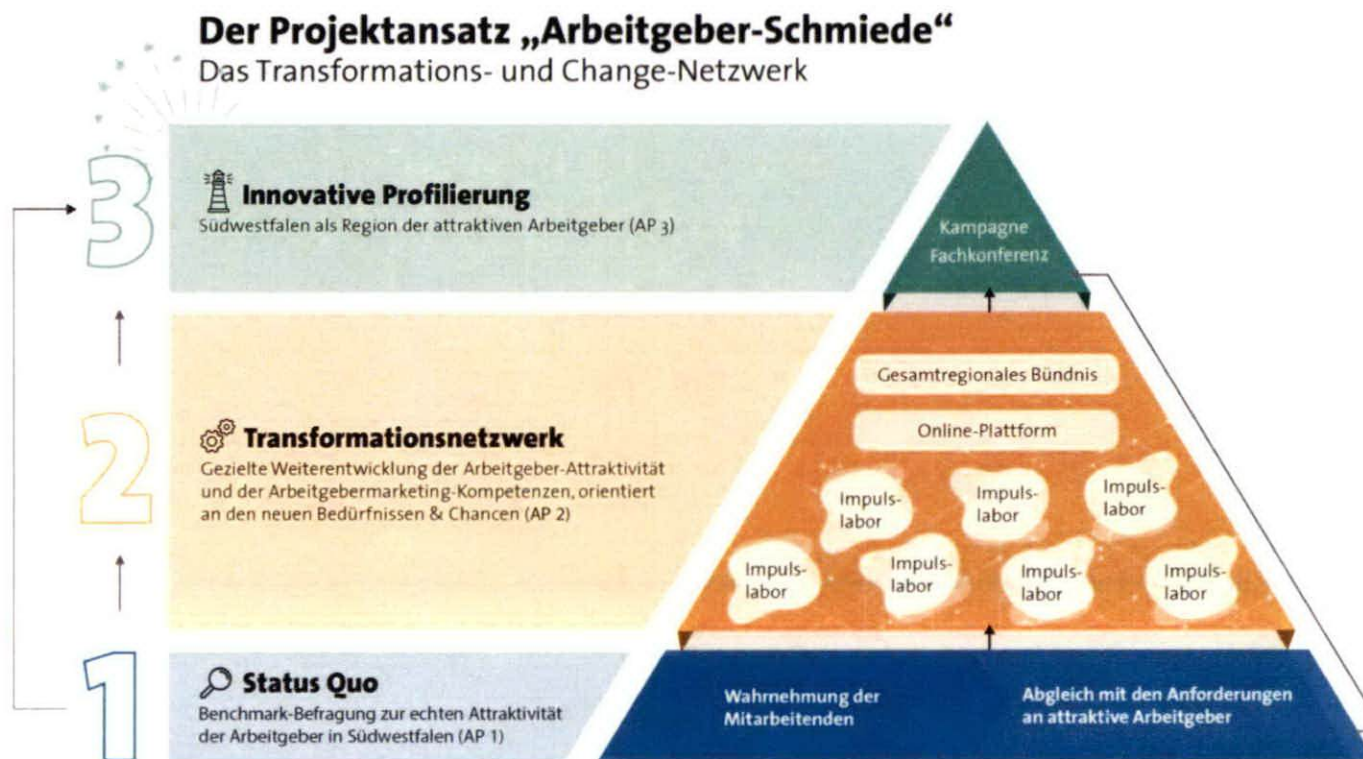 Der Projektansatz „Arbeitgeber-Schmiede“
Das Transformations- und Change-Netzwerk
3
Innovative Profilierung
Südwestfalen als Region der attraktiven Arbeitgeber (AP 3)
Kampagne
Fachkonferenz
2
Transformationsnetzwerk
Gezielte Weiterentwicklung der Arbeitgeber-Attraktivität
und der Arbeitgebermarketing-Kompetenzen, orientiert
an den neuen Bedürfnissen & Chancen (AP 2)
Gesamtregionales Bündnis
Online-Plattform
Impuls-
labor
Impuls-
labor
Impuls-
labor
Impuls-
labor
Impuls-
labor
Impuls-
labor
Impuls-
labor
1
Status Quo
Benchmark-Befragung zur echten Attraktivität
der Arbeitgeber in Südwestfalen (AP 1)
Wahrnehmung der
Mitarbeitenden
Abgleich mit den Anforderungen
an attraktive Arbeitgeber